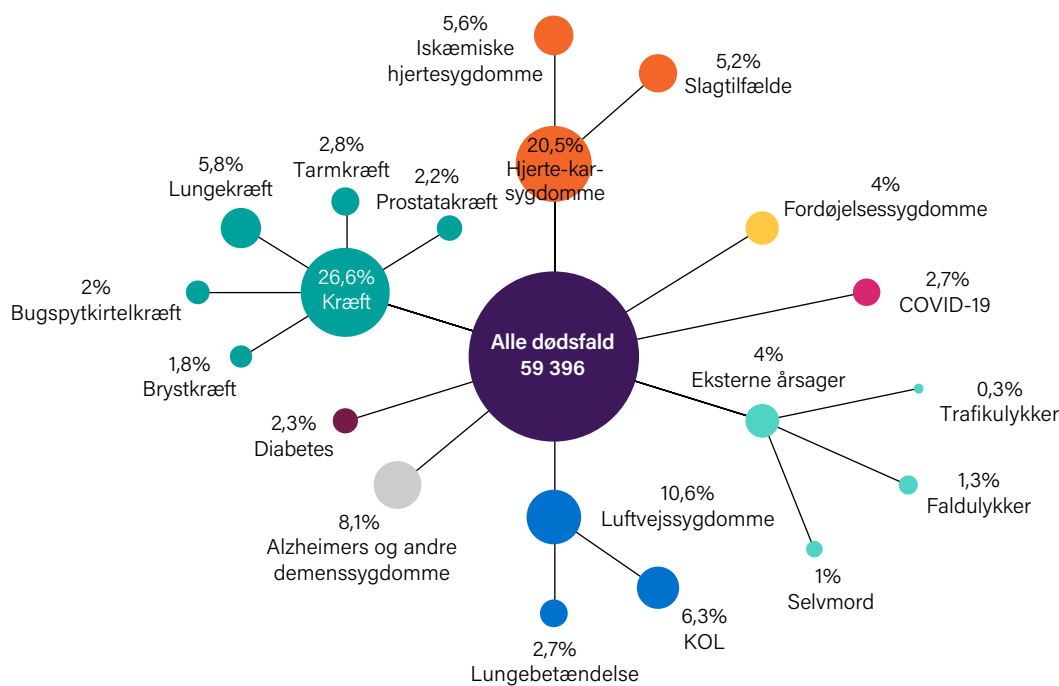 5,6%
Iskæmiske
hjertesygdomme
5,2%
Slagtilfælde
20,5%
Hjerte-kar-
sygdomme
2,8%
Tarmkræft
5,8%
Lungekræft
2,2%
Prostatakræft
26,6%
Kræft
2%
Bugspytkirtelkræft
1,8%
Brystkræft
4%
Fordøjelsessygdomme
2,7%
COVID-19
Alle dødsfald
59 396
4%
Eksterne årsager
0,3%
Trafikulykker
1,3%
Faldulykker
1%
Selvmord
2,3%
Diabetes
8,1%
Alzheimers og andre
demenssygdomme
10,6%
Luftvejssygdomme
6,3%
KOL
2,7%
Lungebetændelse